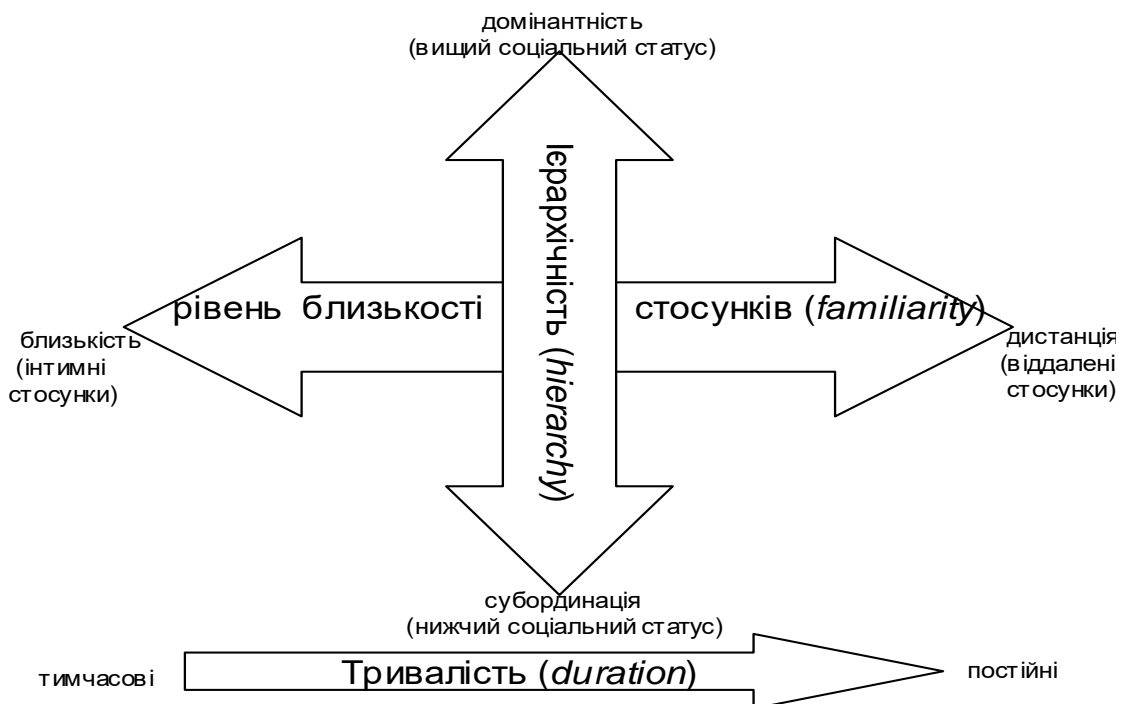 домінантність
(вищий соціальний статус)
Ієрархічність (hierarchy)
рівень близькості стосунків (familiarity)
близькість
(інтимні
стосунки)
дистанція
(віддалені
стосунки)
субординація
(нижчий соціальний статус)
тимчасові
Тривалість (duration)
постійні